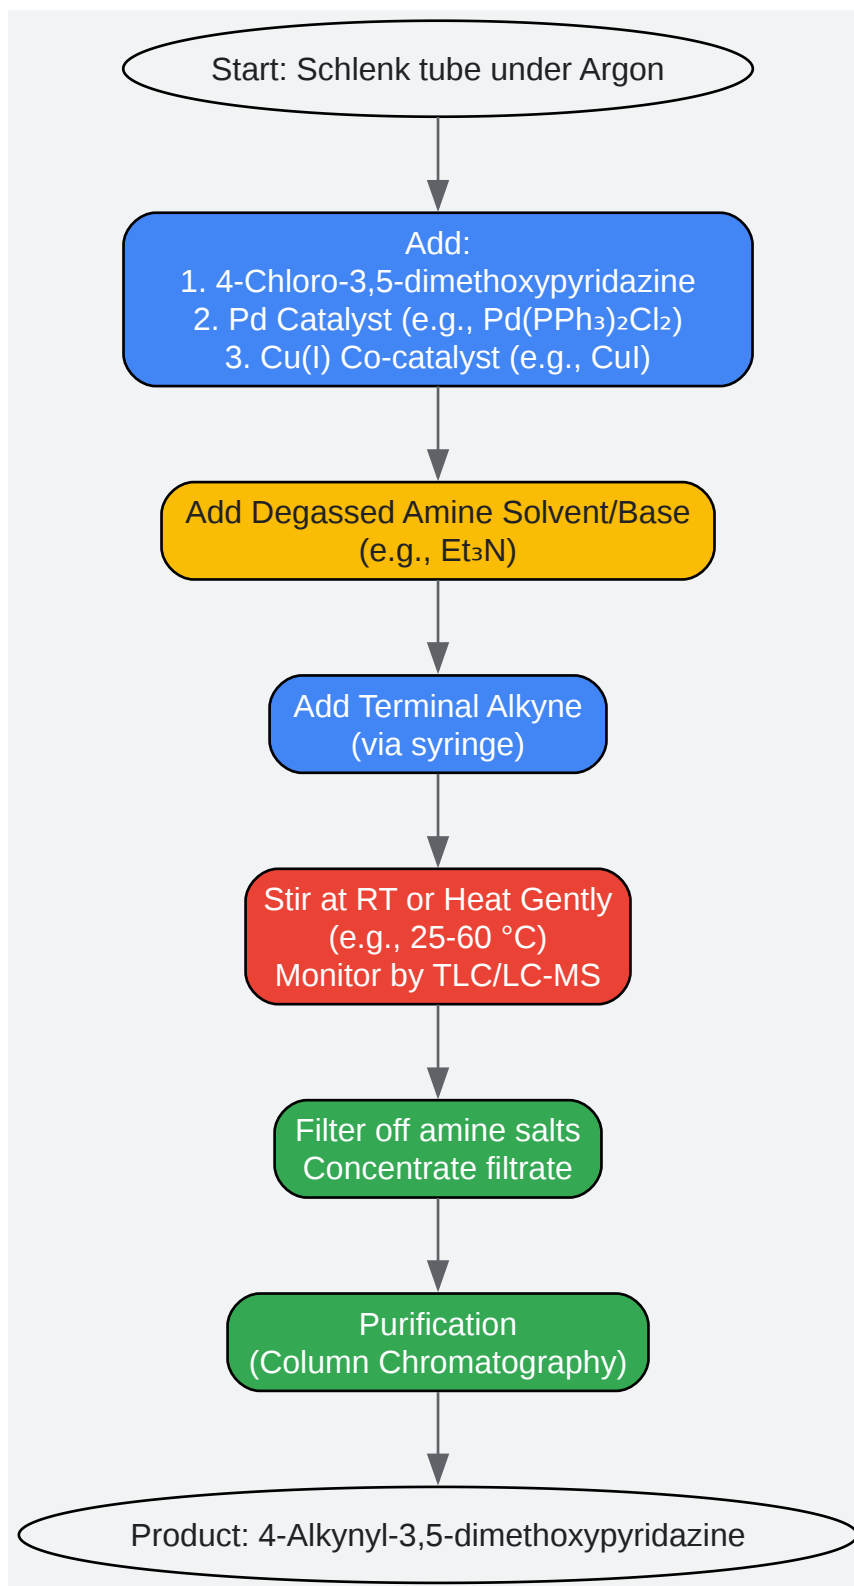 Start: Schlenk tube under Argon
Add:
1. 4-Chloro-3,5-dimethoxypyridazine
2. Pd Catalyst (e.g., Pd(PPh₃)₂Cl₂)
3. Cu(I) Co-catalyst (e.g., CuI)
Add Degassed Amine Solvent/Base
(e.g., Et₃N)
Add Terminal Alkyne
(via syringe)
Stir at RT or Heat Gently
(e.g., 25-60 °C)
Monitor by TLC/LC-MS
Filter off amine salts
Concentrate filtrate
Purification
(Column Chromatography)
Product: 4-Alkynyl-3,5-dimethoxypyridazine